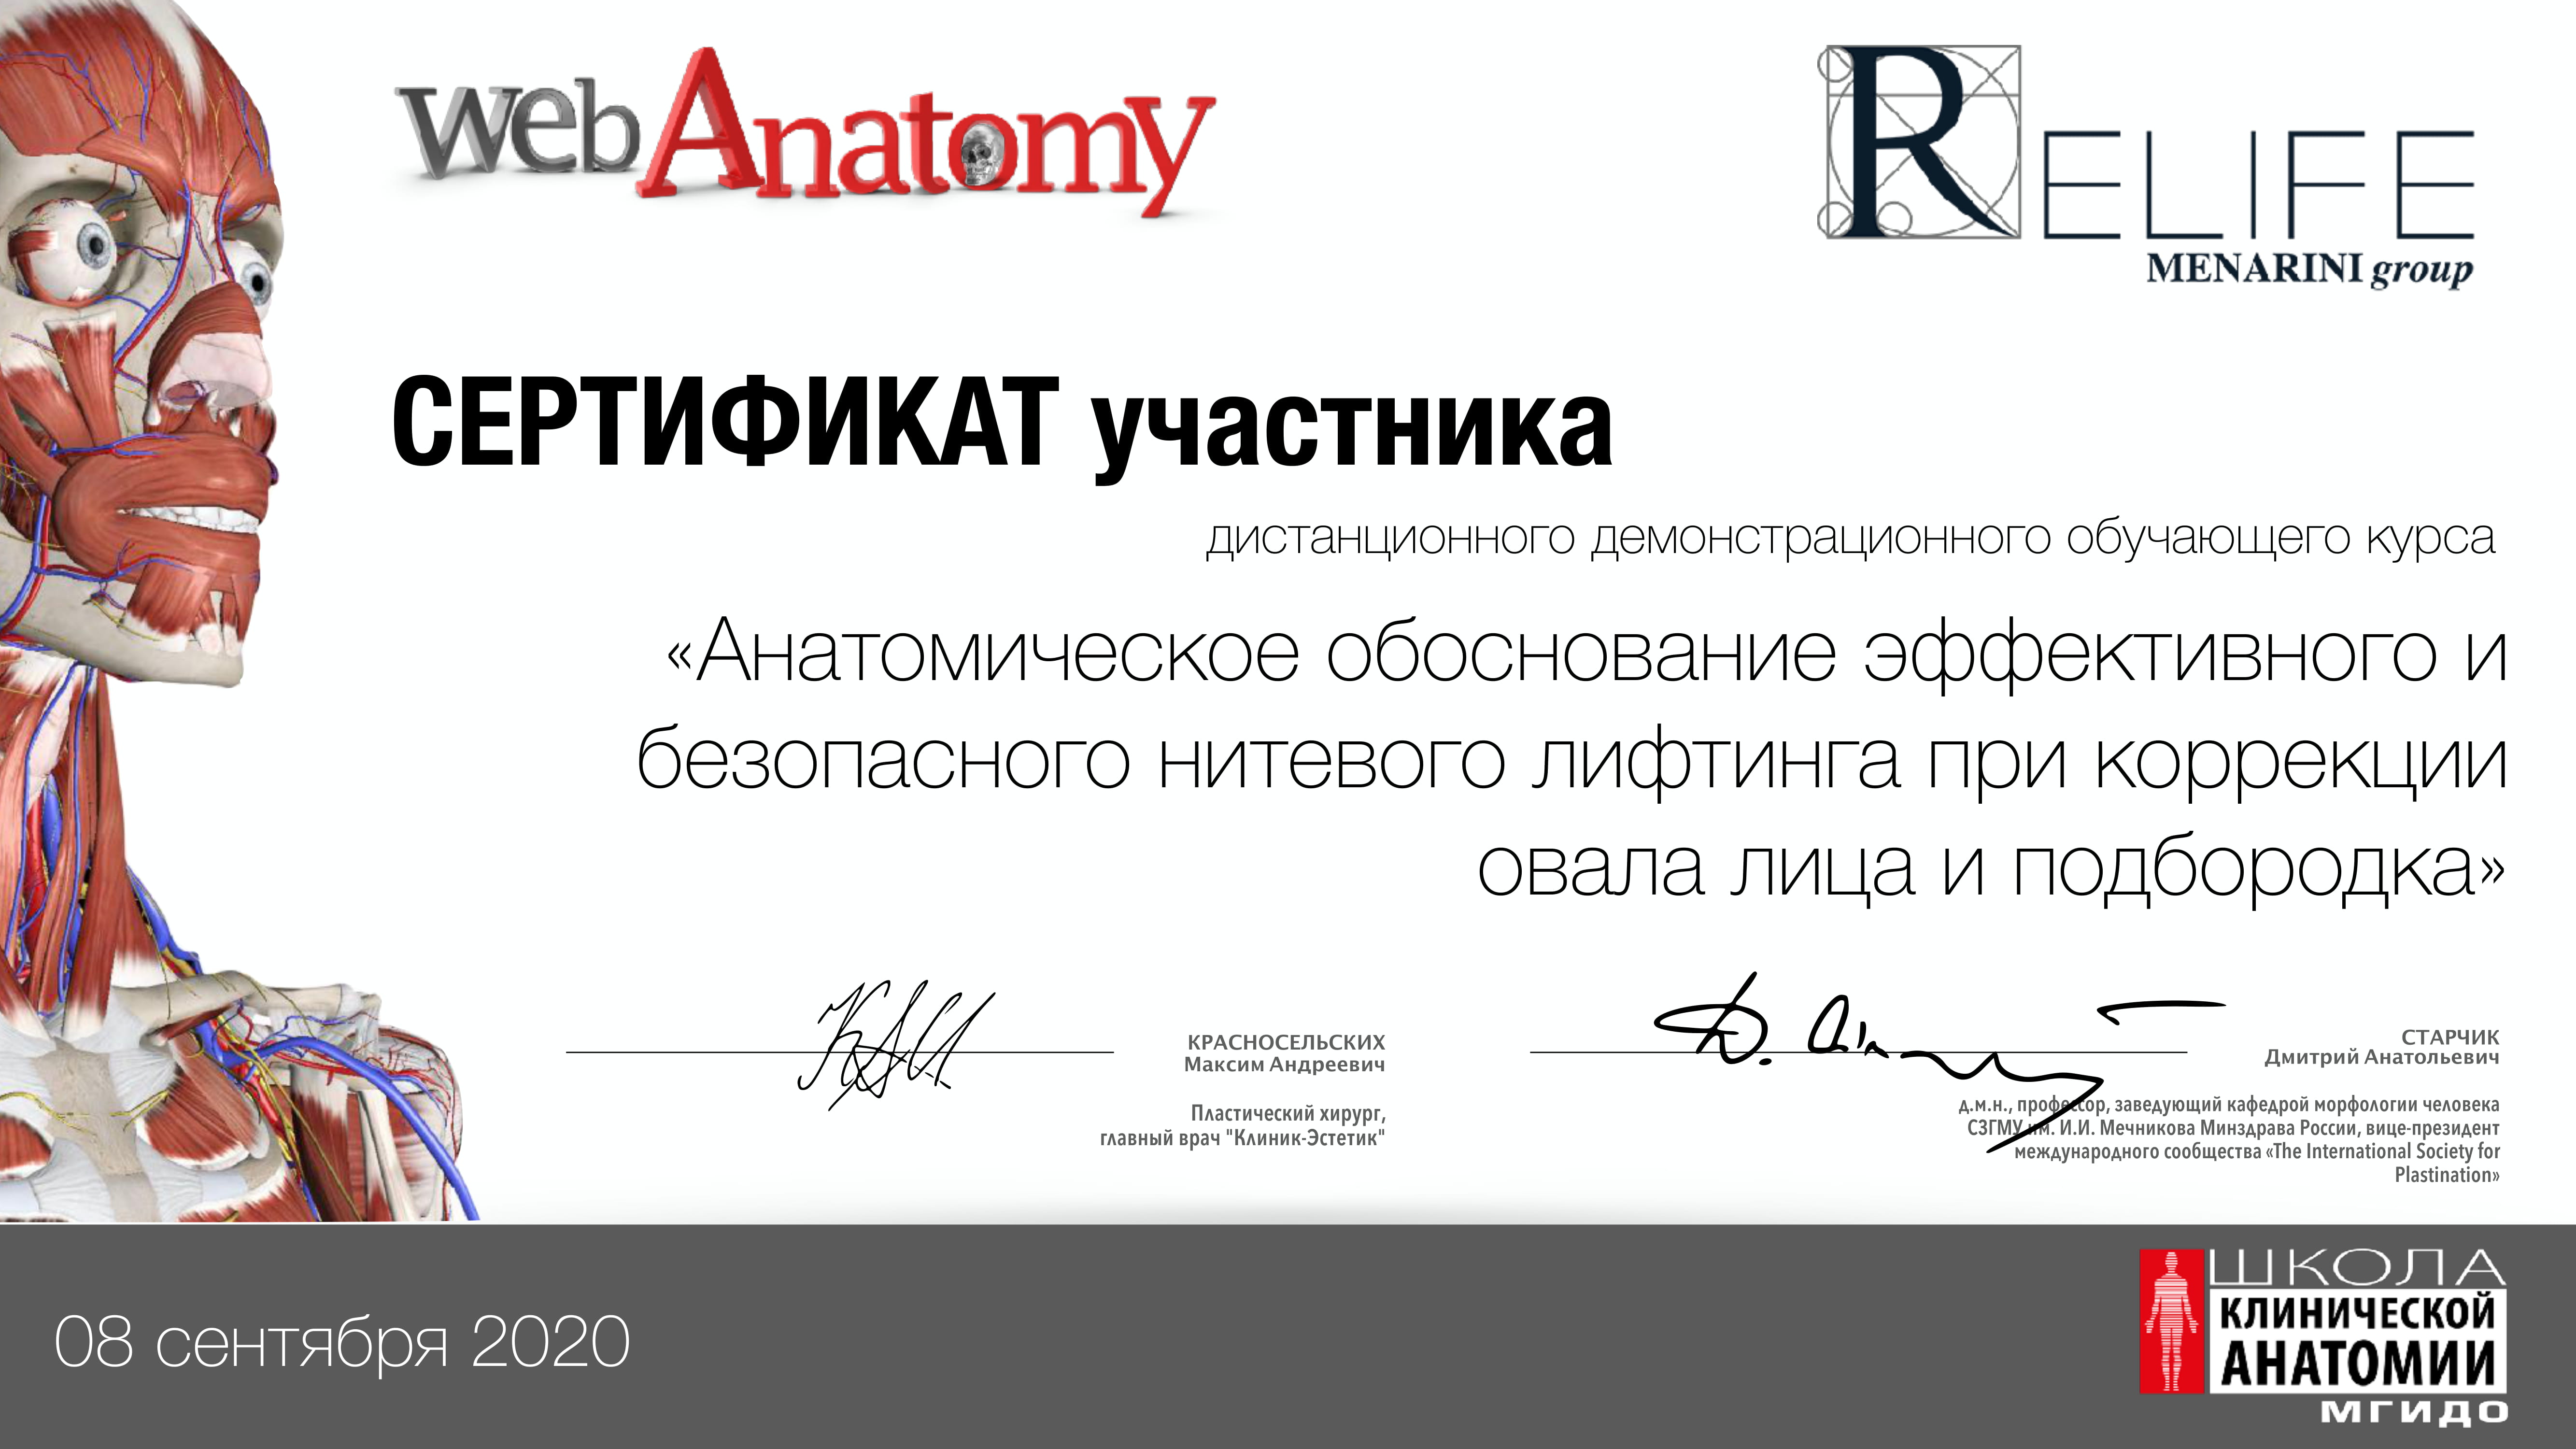 webAnatomy
RELIFE
MENARINI group
СЕРТИФИКАТ участника
дистанционного демонстрационного обучающего курса
«Анатомическое обоснование эффективного и
безопасного нитевого лифтинга при коррекции
овала лица и подбородка»
КРАСНОСЕЛЬСКИХ
Максим Андреевич
Пластический хирург,
главный врач "Клиник-Эстетик"
СТАРЧИК
Дмитрий Анатольевич
д.м.н., профессор, заведующий кафедрой морфологии человека
СЗГМУ им. И.И. Мечникова Минздрава России, вице-президент
международного сообщества «The International Society for
Plastination»
08 сентября 2020
ШКОЛА
КЛИНИЧЕСКОЙ
АНАТОМИИ
МГИДО